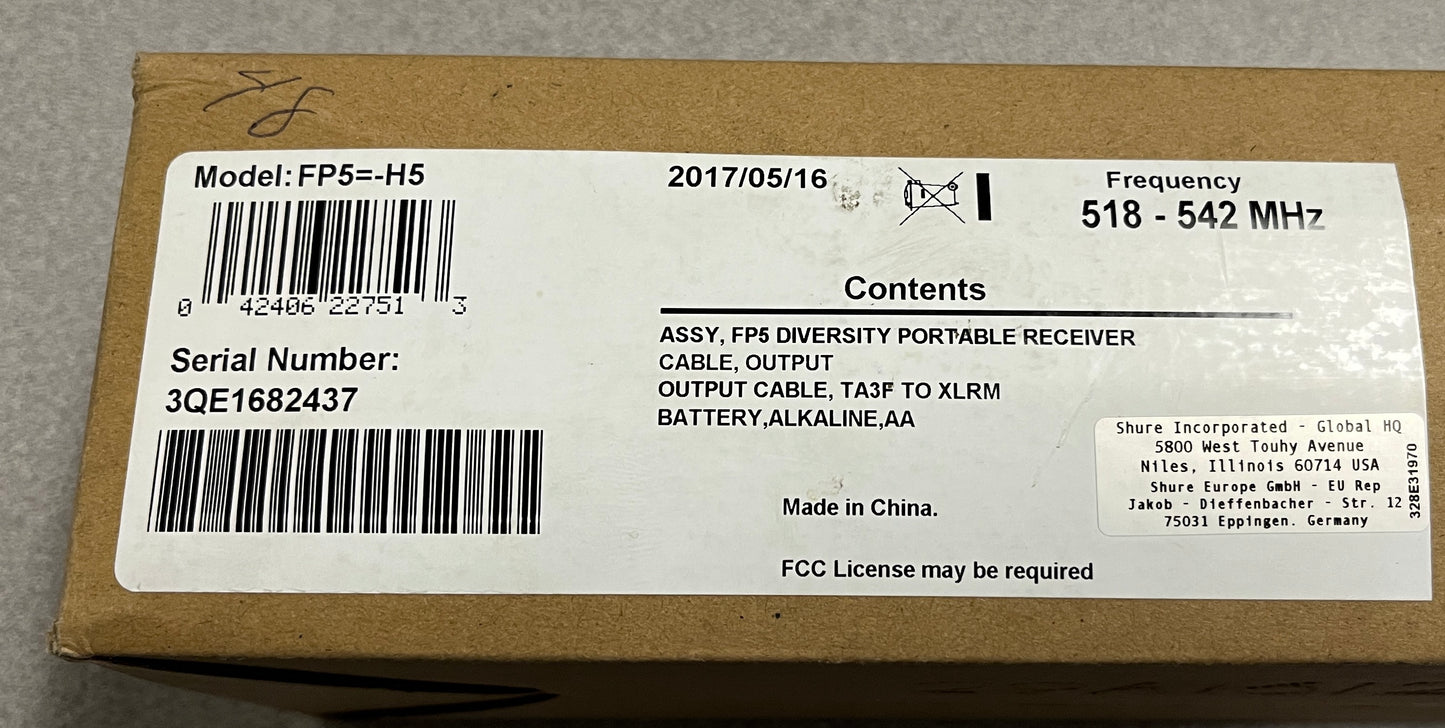 Model: FP5=-H5
0 42406 22751 3
Serial Number:
3QE1682437
2017/05/16
Frequency
518 - 542 MHz
Contents
ASSY, FP5 DIVERSITY PORTABLE RECEIVER
CABLE, OUTPUT
OUTPUT CABLE, TA3F TO XLRM
BATTERY,ALKALINE,AA
Made in China.
FCC License may be required
Shure Incorporated - Global HQ
5800 West Touhy Avenue
Niles, Illinois 60714 USA
Shure Europe GmbH - EU Rep
Jakob - Dieffenbacher - Str. 12
75031 Eppingen. Germany
328E31970